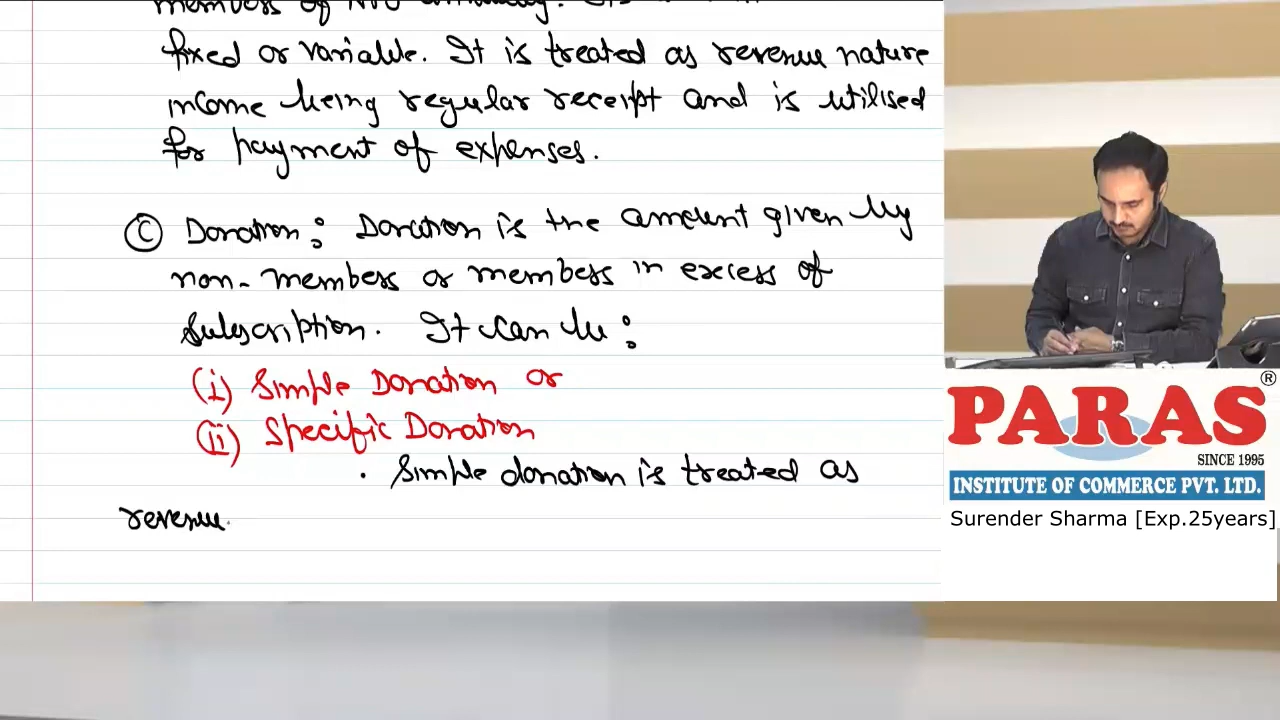 members of
fixed or variable. It is treated as revenue nature
income being regular receipt and is utilised
for payment of expenses.
(C) Donation: Donation is the amount given by
non-members or members in excess of
subscription. It can be:
(i) Simple Donation or
(ii) Specific Donation
. Simple donation is treated as
revenue
PARAS®
SINCE 1995
INSTITUTE OF COMMERCE PVT. LTD.
Surender Sharma [Exp.25years]